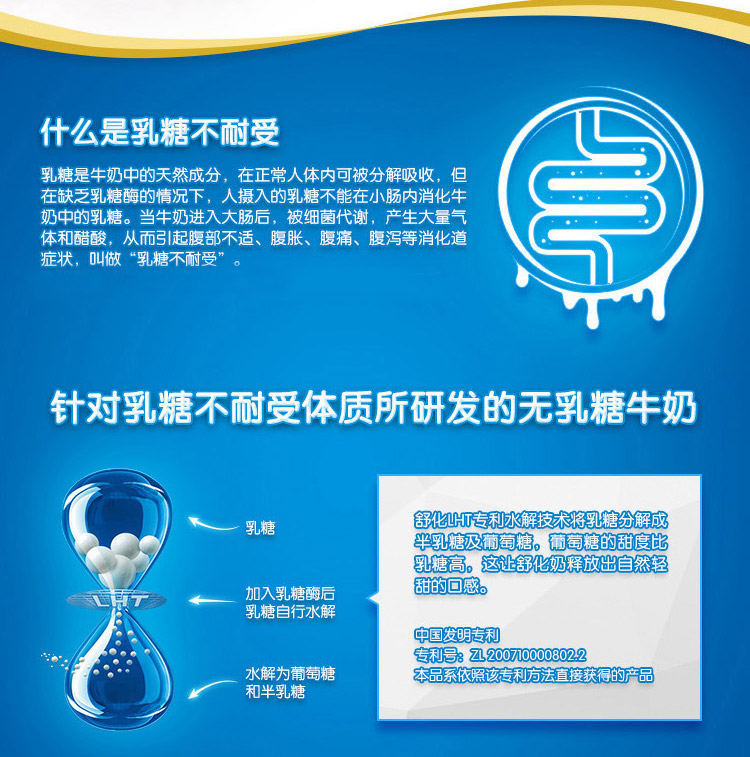 什么是乳糖不耐受
乳糖是牛奶中的天然成分，在正常人体内可被分解吸收，但
在缺乏乳糖酶的情况下，人摄入的乳糖不能在小肠内消化牛
奶中的乳糖。当牛奶进入大肠后，被细菌代谢，产生大量气
体和醋酸，从而引起腹部不适、腹胀、腹痛、腹泻等消化道
症状，叫做“乳糖不耐受”。
针对乳糖不耐受体质所研发的无乳糖牛奶
乳糖
LHT
加入乳糖酶后
乳糖自行水解
水解为葡萄糖
和半乳糖
舒化LHT专利水解技术将乳糖分解成
半乳糖及葡萄糖，葡萄糖的甜度比
乳糖高，这让舒化奶释放出自然轻
甜的口感。
中国发明专利
专利号：ZL 200710000802.2
本品系依照该专利方法直接获得的产品